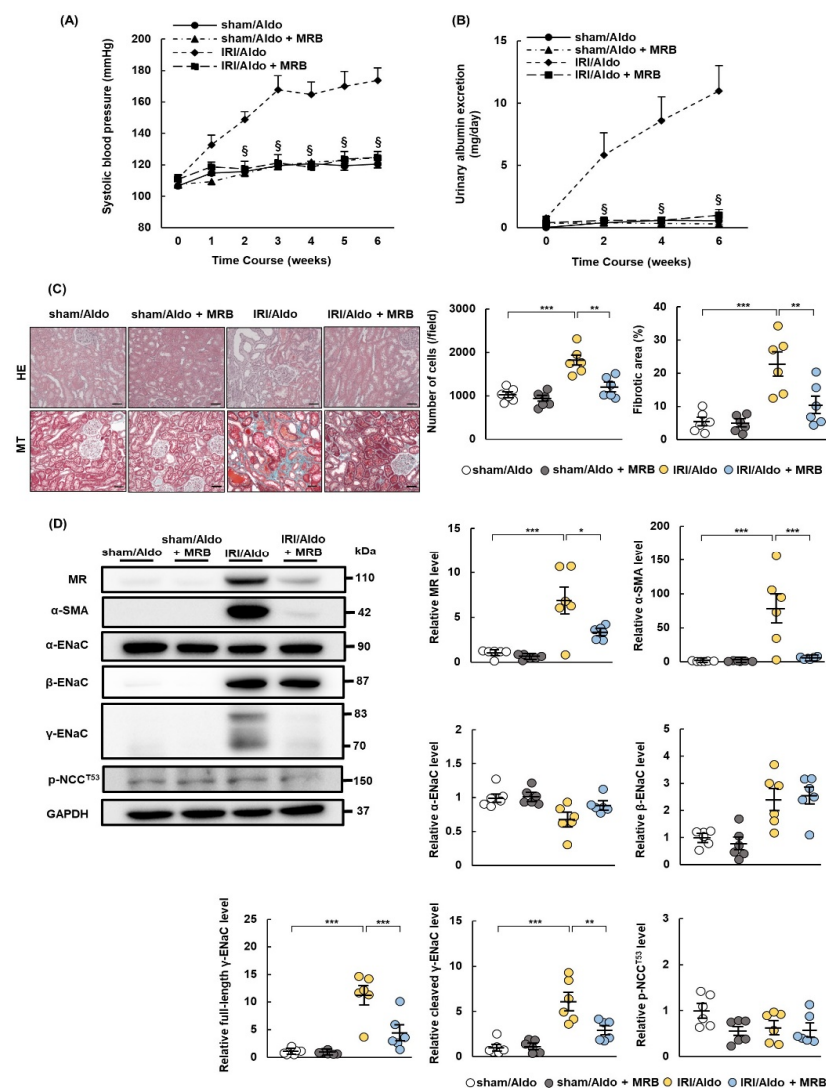 (A)
sham/Aldo
sham/Aldo + MRB
IRI/Aldo
IRI/Aldo + MRB
Systolic blood pressure (mmHg)
200
180
160
140
120
100
80
§ § § § §
0 1 2 3 4 5 6
Time Course (weeks)
(B)
sham/Aldo
sham/Aldo + MRB
IRI/Aldo
IRI/Aldo + MRB
Urinary albumin excretion
(mg/day)
15
10
5
0
§ § §
0 2 4 6
Time Course (weeks)
(C)
sham/Aldo sham/Aldo + MRB IRI/Aldo IRI/Aldo + MRB
HE
MT
Number of cells (/field)
3000
2000
1000
0
*** **
Fibrotic area (%)
40
30
20
10
0
*** **
sham/Aldo sham/Aldo + MRB IRI/Aldo IRI/Aldo + MRB
(D)
sham/Aldo
sham/Aldo
+ MRB
IRI/Aldo
IRI/Aldo
+ MRB
kDa
MR 110
α-SMA 42
α-ENaC 90
β-ENaC 87
γ-ENaC
83
70
p-NCCT53 150
GAPDH 37
Relative MR level
15
10
5
0
*** *
Relative α-SMA level
200
150
100
50
0
*** ***
Relative α-ENaC level
2
1.5
1
0.5
0
Relative β-ENaC level
5
4
3
2
1
0
Relative full-length γ-ENaC level
25
20
15
10
5
0
*** ***
Relative cleaved γ-ENaC level
15
10
5
0
*** **
Relative p-NCCT53 level
3
2
1
0
sham/Aldo sham/Aldo + MRB IRI/Aldo IRI/Aldo + MRB